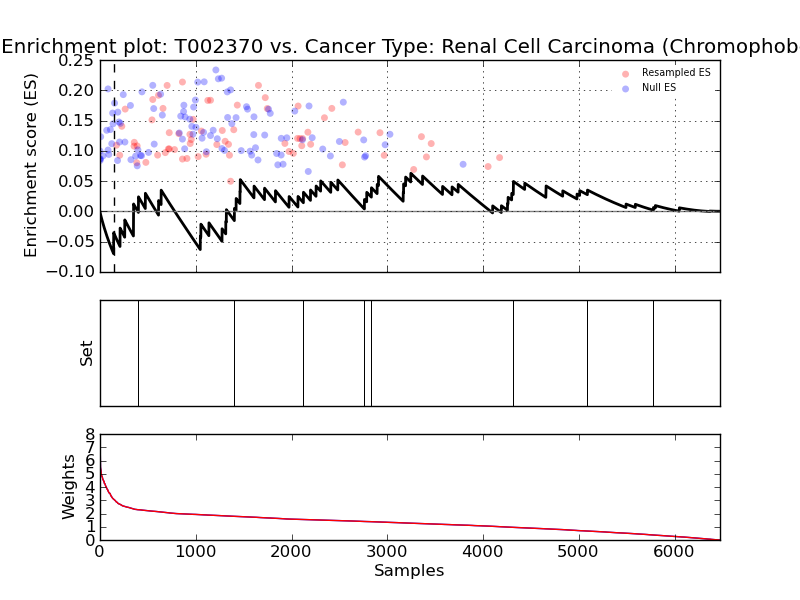 Enrichment plot: T002370 vs. Cancer Type: Renal Cell Carcinoma (Chromophob
0.25
0.20
0.15
0.10
0.05
0.00
−0.05
−0.10
Enrichment score (ES)
Resampled ES
Null ES
Set
8
7
6
5
4
3
2
1
0
Weights
0 1000 2000 3000 4000 5000 6000
Samples